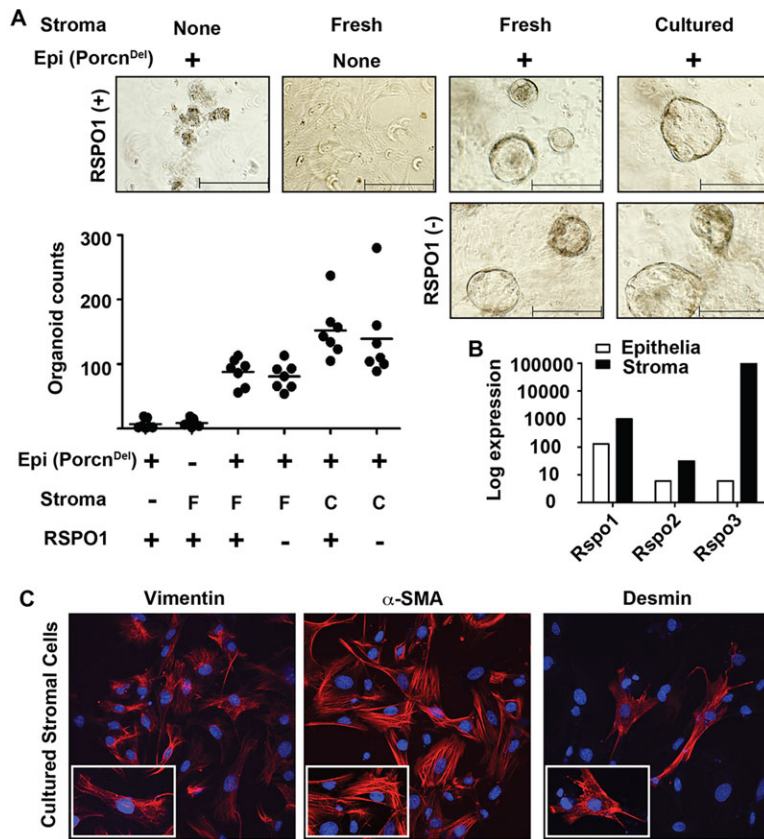 A
Stroma None Fresh Fresh Cultured
Epi (Porcn^Del) + None + +
RSPO1 (+)
RSPO1 (-)
300
200
100
Organoid counts
Epi (Porcn^Del) + - + + + +
Stroma - F F F C C
RSPO1 + + + - + -
B
Epithelia
Stroma
100000
10000
1000
100
10
0
Log expression
Rspo1 Rspo2 Rspo3
C
Vimentin α-SMA Desmin
Cultured Stromal Cells